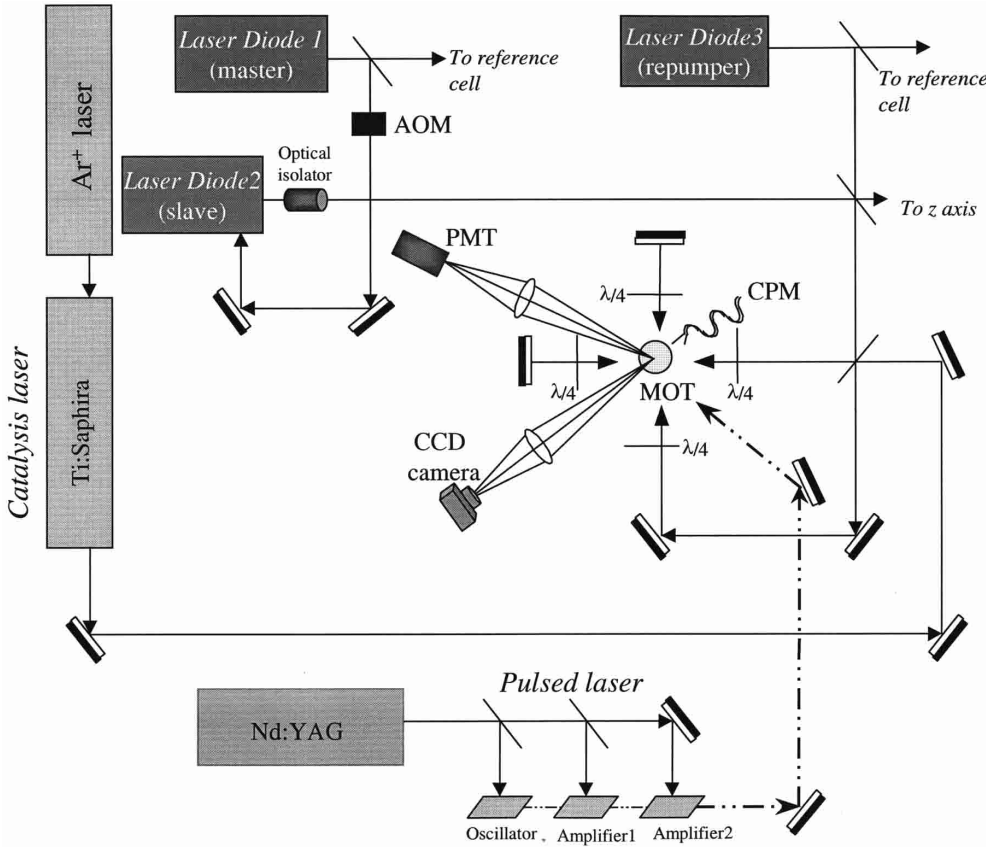 Laser Diode 1
(master)
To reference
cell
Laser Diode3
(repumper)
To reference
cell
Ar+ laser
AOM
Optical
isolator
Laser Diode2
(slave)
To z axis
PMT
λ/4
CPM
λ/4
λ/4
MOT
λ/4
CCD
camera
Catalysis laser
Ti:Saphira
Pulsed laser
Nd:YAG
Oscillator
Amplifier1
Amplifier2